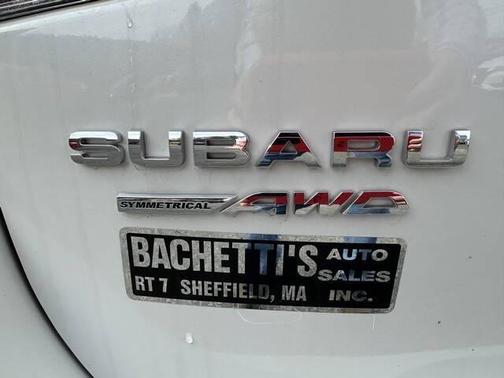 SUBARU
SYMMETRICAL AWD
BACHETTI'S AUTO SALES INC.
RT 7 SHEFFIELD, MA